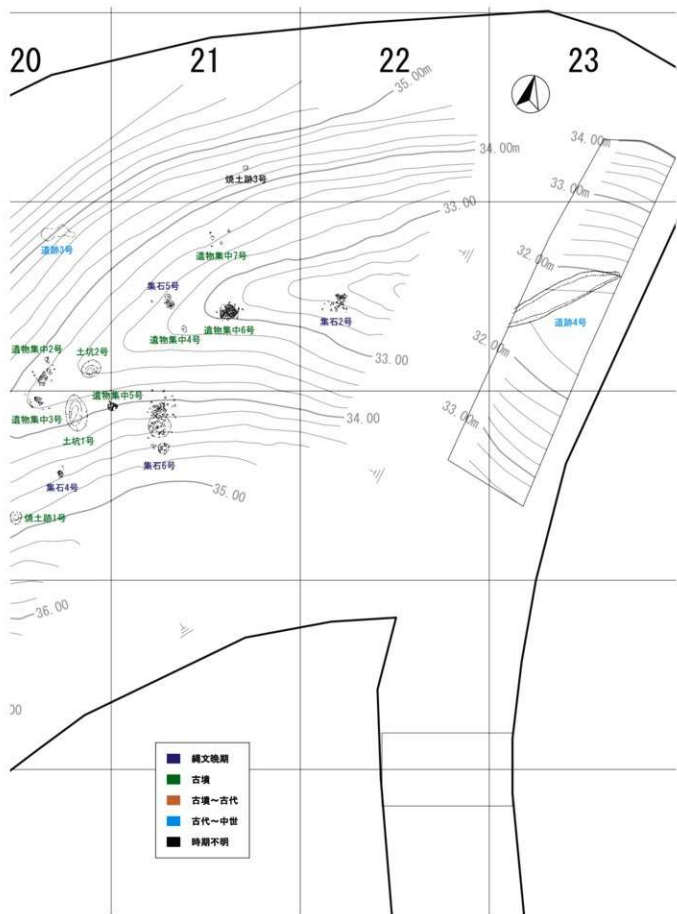 20
21
22
23
35.00m
34.00m
34.00m
33.00m
焼土跡3号
33.00
道跡3号
遺物集中7号
32.00m
集石5号
遺物集中6号
集石2号
道跡4号
遺物集中4号
遺物集中2号
土坑2号
32.00m
33.00
遺物集中5号
遺物集中3号
34.00
33.00m
土坑1号
集石6号
集石4号
35.00
焼土跡1号
36.00
00
縄文晩期
古墳
古墳～古代
古代～中世
時期不明